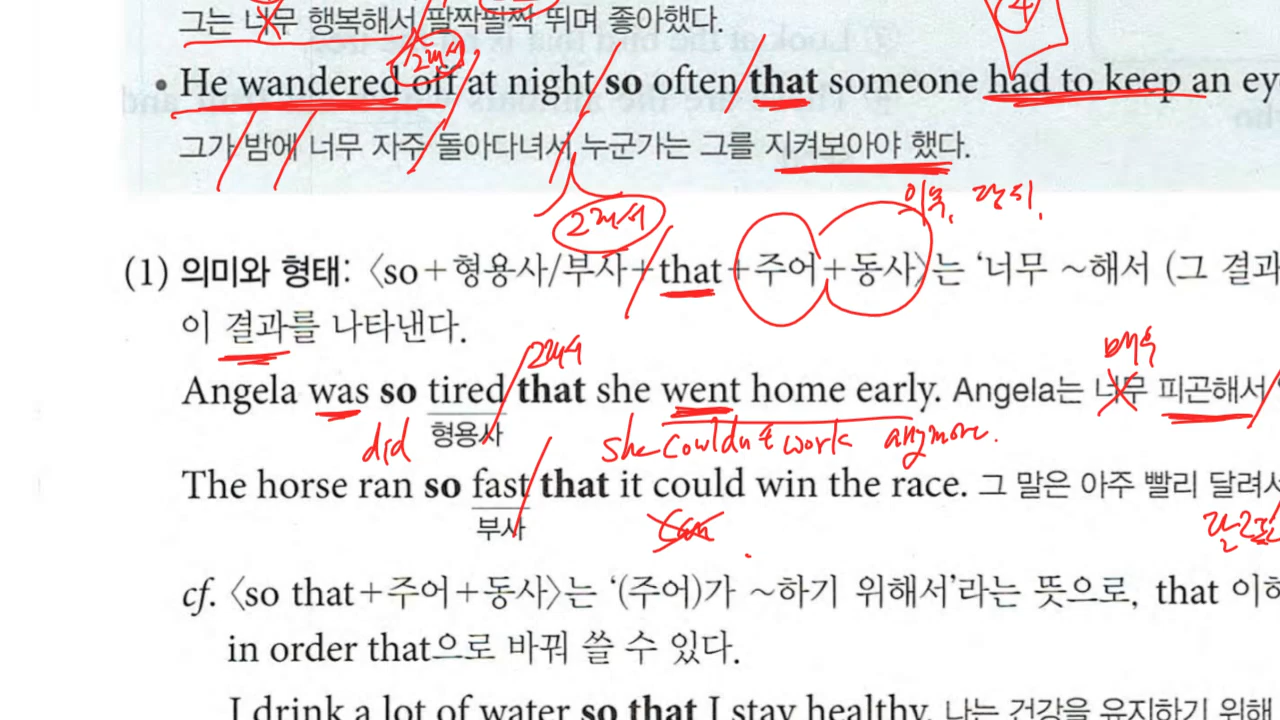 그는 너무 행복해서 팔짝팔짝 뛰며 좋아했다.
4
그래서
• He wandered off at night so often that someone had to keep an ey
그가 밤에 너무 자주 돌아다녀서, 누군가는 그를 지켜보아야 했다.
그래서
(1) 의미와 형태: 〈so+형용사/부사+that+주어+동사〉는 '너무 ~해서 (그 결과
이 결과를 나타낸다.
그래서 매우
Angela was so tired that she went home early. Angela는 너무 피곤해서
did 형용사 she couldn't work anymore.
The horse ran so fast that it could win the race. 그 말은 아주 빨리 달려서
부사 can
cf. 〈so that+주어+동사〉는 '(주어)가 ~하기 위해서'라는 뜻으로, that 이하
in order that으로 바꿔 쓸 수 있다.
I drink a lot of water so that I stay healthy. 나는 건강을 유지하기 위해